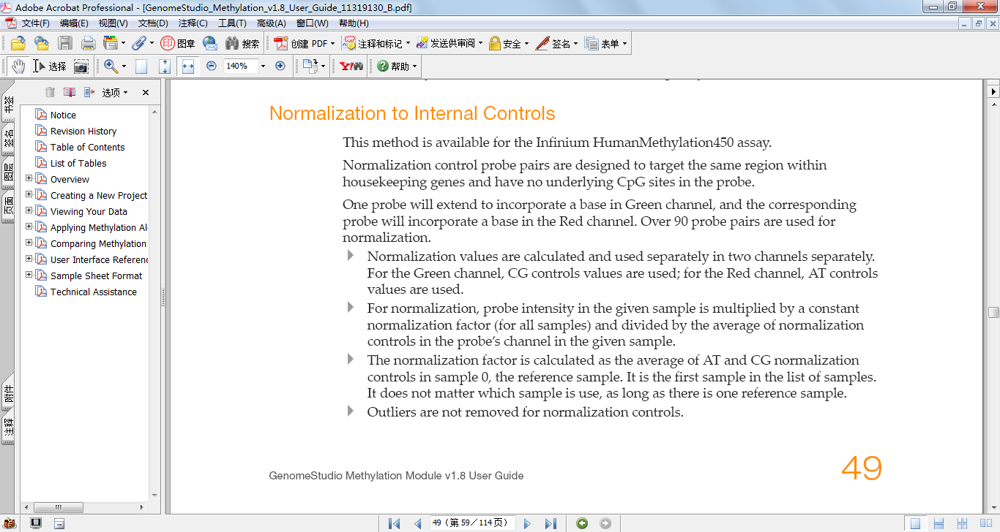 Adobe Acrobat Professional - [GenomeStudio_Methylation_v1.8_User_Guide_11319130_B.pdf]
文件(F) 编辑(E) 视图(V) 文档(D) 注释(C) 工具(T) 高级(A) 窗口(W) 帮助(H)
图章 搜索 创建 PDF 注释和标记 发送供审阅 安全 签名 表单
选择 140% Y! 帮助
选项
书签
签名
图层
页面
附件
注释
Notice
Revision History
Table of Contents
List of Tables
Overview
Creating a New Project
Viewing Your Data
Applying Methylation Al
Comparing Methylation
User Interface Referenc
Sample Sheet Format
Technical Assistance
Normalization to Internal Controls
This method is available for the Infinium HumanMethylation450 assay.
Normalization control probe pairs are designed to target the same region within
housekeeping genes and have no underlying CpG sites in the probe.
One probe will extend to incorporate a base in Green channel, and the corresponding
probe will incorporate a base in the Red channel. Over 90 probe pairs are used for
normalization.
Normalization values are calculated and used separately in two channels separately.
For the Green channel, CG controls values are used; for the Red channel, AT controls
values are used.
For normalization, probe intensity in the given sample is multiplied by a constant
normalization factor (for all samples) and divided by the average of normalization
controls in the probe's channel in the given sample.
The normalization factor is calculated as the average of AT and CG normalization
controls in sample 0, the reference sample. It is the first sample in the list of samples.
It does not matter which sample is use, as long as there is one reference sample.
Outliers are not removed for normalization controls.
GenomeStudio Methylation Module v1.8 User Guide
49
49 (第 59/114 页)